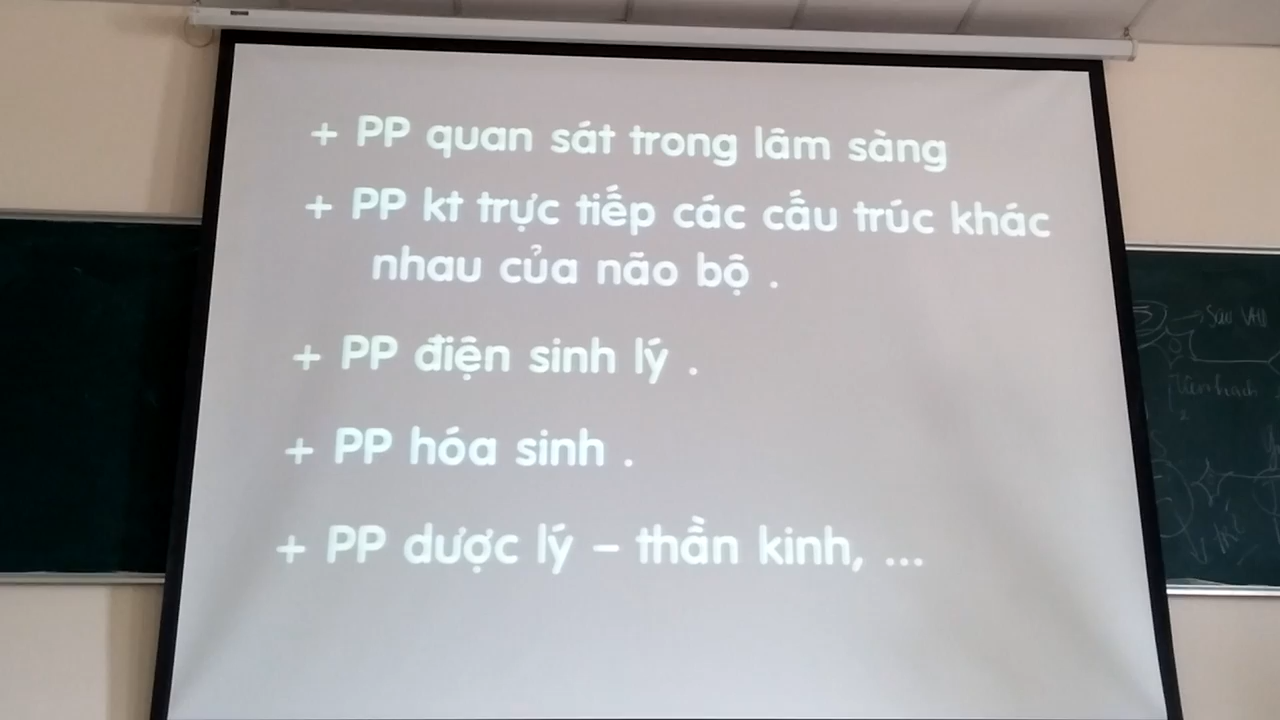 + PP quan sát trong lâm sàng
+ PP kt trực tiếp các cấu trúc khác
nhau của não bộ .
+ PP điện sinh lý .
+ PP hóa sinh .
+ PP dược lý – thần kinh, ...